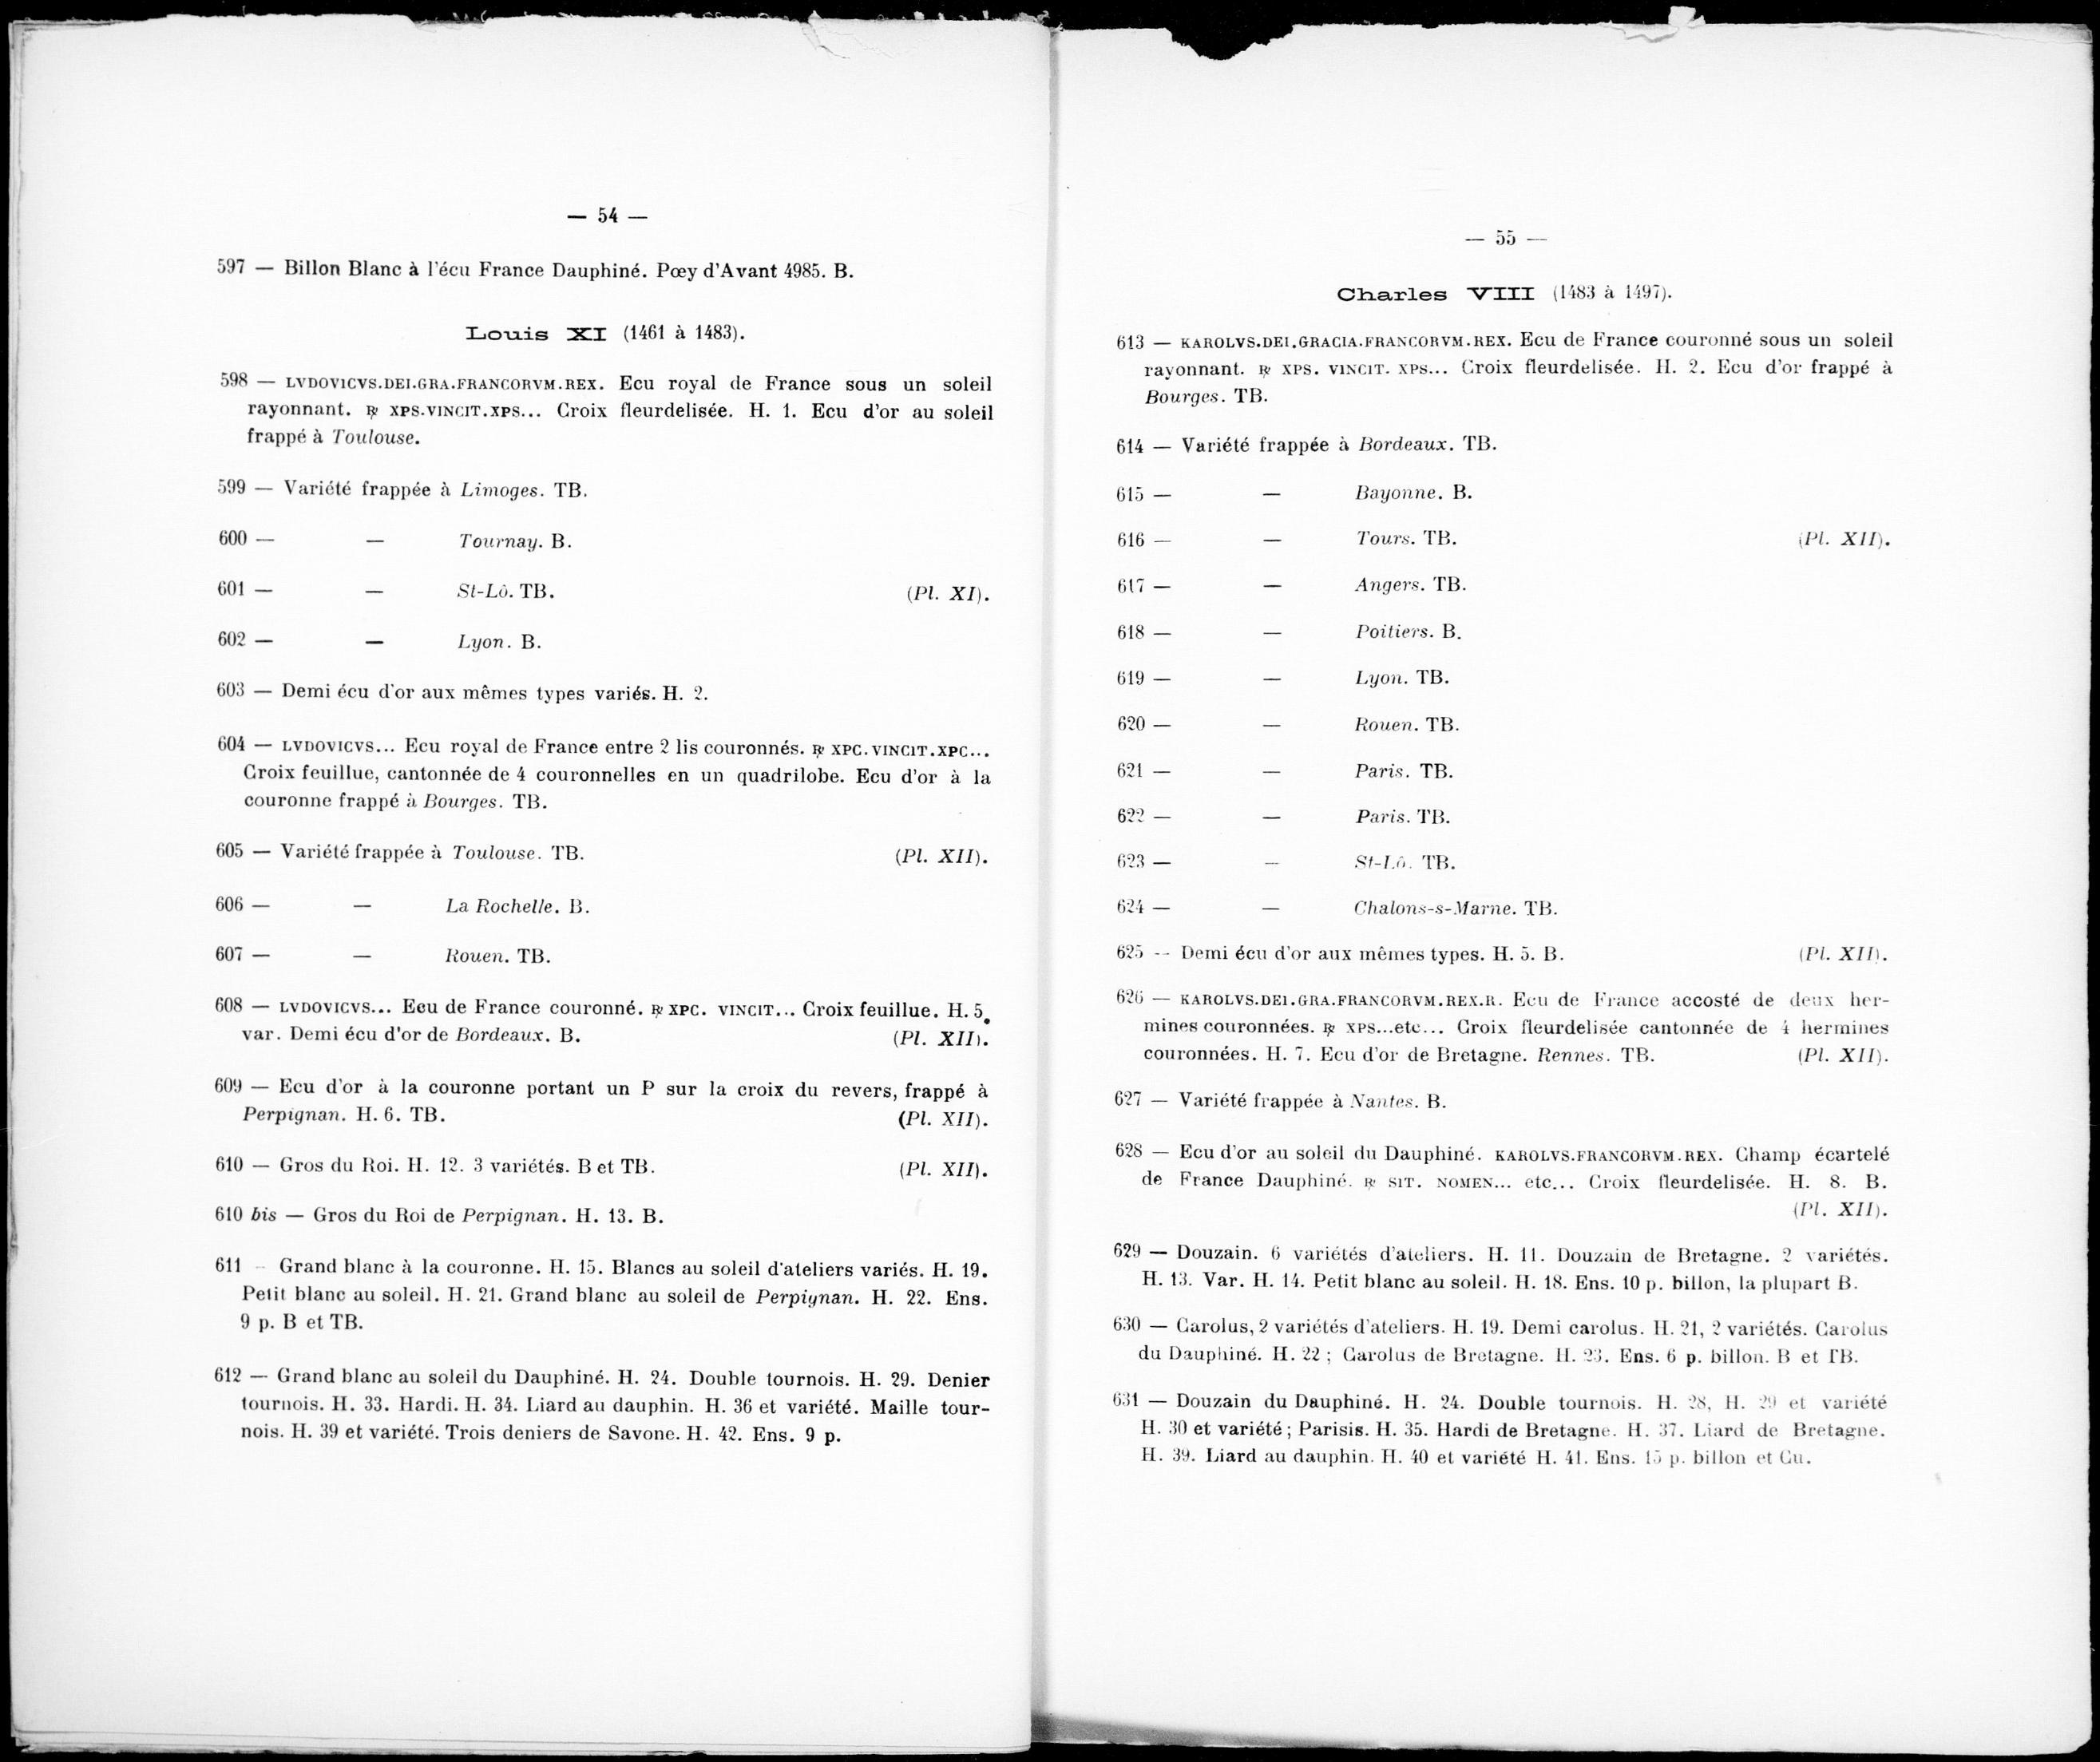 — 54 —
597 — Billon Blanc à l'écu France Dauphiné. Pœy d'Avant 4985. B.
Louis XI (1461 à 1483).
598 — LVDOVICVS.DEI.GRA.FRANCORVM.REX. Ecu royal de France sous un soleil
rayonnant. ꝶ XPS.VINCIT.XPS... Croix fleurdelisée. H. 1. Ecu d'or au soleil
frappé à Toulouse.
599 — Variété frappée à Limoges. TB.
600 — — Tournay. B.
601 — — St-Lô. TB. (Pl. XI).
602 — — Lyon. B.
603 — Demi écu d'or aux mêmes types variés. H. 2.
604 — LVDOVICVS... Ecu royal de France entre 2 lis couronnés. ꝶ XPC.VINCIT.XPC...
Croix feuillue, cantonnée de 4 couronnelles en un quadrilobe. Ecu d'or à la
couronne frappé à Bourges. TB.
605 — Variété frappée à Toulouse. TB. (Pl. XII).
606 — — La Rochelle. B.
607 — — Rouen. TB.
608 — LVDOVICVS... Ecu de France couronné. ꝶ XPC. VINCIT... Croix feuillue. H. 5.
var. Demi écu d'or de Bordeaux. B. (Pl. XII).
609 — Ecu d'or à la couronne portant un P sur la croix du revers, frappé à
Perpignan. H. 6. TB. (Pl. XII).
610 — Gros du Roi. H. 12. 3 variétés. B et TB. (Pl. XII).
610 bis — Gros du Roi de Perpignan. H. 13. B.
611 — Grand blanc à la couronne. H. 15. Blancs au soleil d'ateliers variés. H. 19.
Petit blanc au soleil. H. 21. Grand blanc au soleil de Perpignan. H. 22. Ens.
9 p. B et TB.
612 — Grand blanc au soleil du Dauphiné. H. 24. Double tournois. H. 29. Denier
tournois. H. 33. Hardi. H. 34. Liard au dauphin. H. 36 et variété. Maille tour-
nois. H. 39 et variété. Trois deniers de Savone. H. 42. Ens. 9 p.
— 55 —
Charles VIII (1483 à 1497).
613 — KAROLVS.DEI.GRACIA.FRANCORVM.REX. Ecu de France couronné sous un soleil
rayonnant. ꝶ XPS. VINCIT. XPS... Croix fleurdelisée. H. 2. Ecu d'or frappé à
Bourges. TB.
614 — Variété frappée à Bordeaux. TB.
615 — — Bayonne. B.
616 — — Tours. TB. (Pl. XII).
617 — — Angers. TB.
618 — — Poitiers. B.
619 — — Lyon. TB.
620 — — Rouen. TB.
621 — — Paris. TB.
622 — — Paris. TB.
623 — — St-Lô. TB.
624 — — Chalons-s-Marne. TB.
625 — Demi écu d'or aux mêmes types. H. 5. B. (Pl. XII).
626 — KAROLVS.DEI.GRA.FRANCORVM.REX.R. Ecu de France accosté de deux her-
mines couronnées. ꝶ XPS...etc... Croix fleurdelisée cantonnée de 4 hermines
couronnées. H. 7. Ecu d'or de Bretagne. Rennes. TB. (Pl. XII).
627 — Variété frappée à Nantes. B.
628 — Ecu d'or au soleil du Dauphiné. KAROLVS.FRANCORVM.REX. Champ écartelé
de France Dauphiné. ꝶ SIT. NOMEN... etc... Croix fleurdelisée. H. 8. B.
(Pl. XII).
629 — Douzain. 6 variétés d'ateliers. H. 11. Douzain de Bretagne. 2 variétés.
H. 13. Var. H. 14. Petit blanc au soleil. H. 18. Ens. 10 p. billon, la plupart B.
630 — Carolus, 2 variétés d'ateliers. H. 19. Demi carolus. H. 21, 2 variétés. Carolus
du Dauphiné. H. 22 ; Carolus de Bretagne. H. 23. Ens. 6 p. billon. B et TB.
631 — Douzain du Dauphiné. H. 24. Double tournois. H. 28, H. 29 et variété
H. 30 et variété ; Parisis. H. 35. Hardi de Bretagne. H. 37. Liard de Bretagne.
H. 39. Liard au dauphin. H. 40 et variété H. 41. Ens. 15 p. billon et Cu.